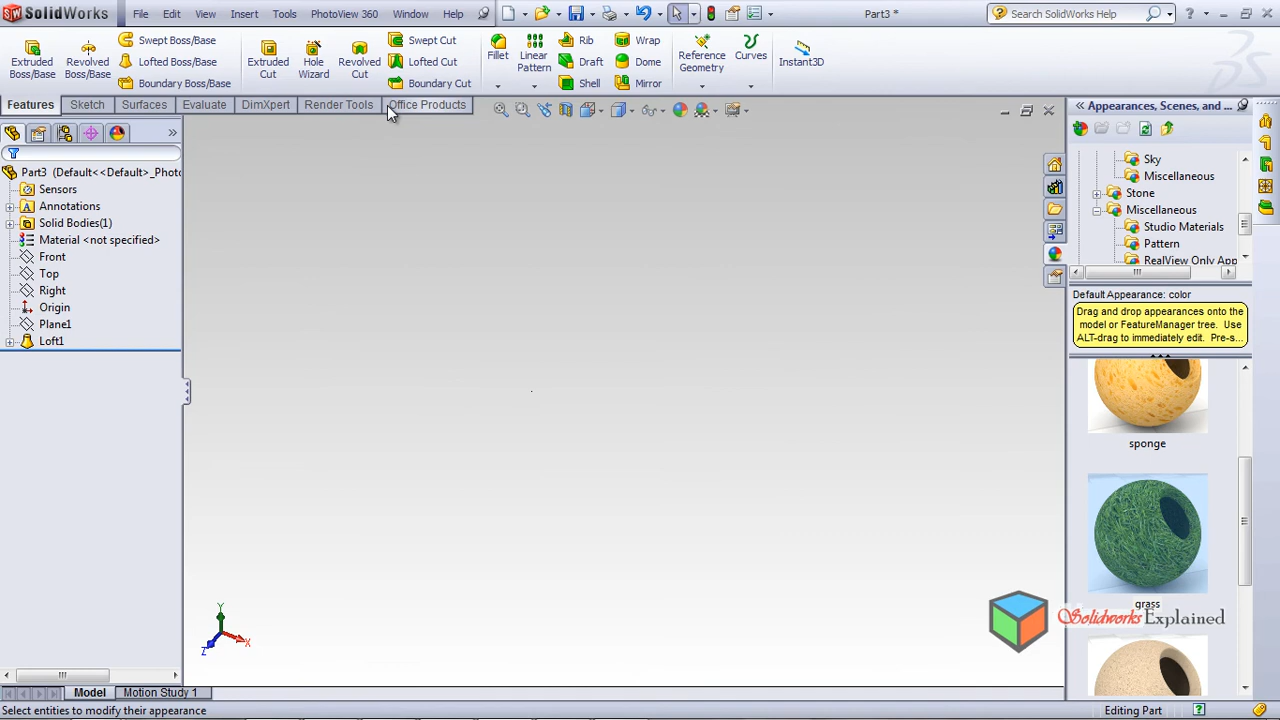 SolidWorks File Edit View Insert Tools PhotoView 360 Window Help Part3 * Search SolidWorks Help
Extruded Boss/Base
Revolved Boss/Base
Swept Boss/Base
Lofted Boss/Base
Boundary Boss/Base
Extruded Cut
Hole Wizard
Revolved Cut
Swept Cut
Lofted Cut
Boundary Cut
Fillet
Linear Pattern
Rib
Draft
Shell
Wrap
Dome
Mirror
Reference Geometry
Curves
Instant3D
Features Sketch Surfaces Evaluate DimXpert Render Tools Office Products
Part3 (Default<<Default>_Photo
Sensors
Annotations
Solid Bodies(1)
Material <not specified>
Front
Top
Right
Origin
Plane1
Loft1
Y
X
Z
Appearances, Scenes, and ...
Sky
Miscellaneous
Stone
Miscellaneous
Studio Materials
Pattern
RealView Only App
Default Appearance: color
Drag and drop appearances onto the
model or FeatureManager tree. Use
ALT-drag to immediately edit. Pre-s...
sponge
grass
Solidworks Explained
Model Motion Study 1
Select entities to modify their appearance Editing Part